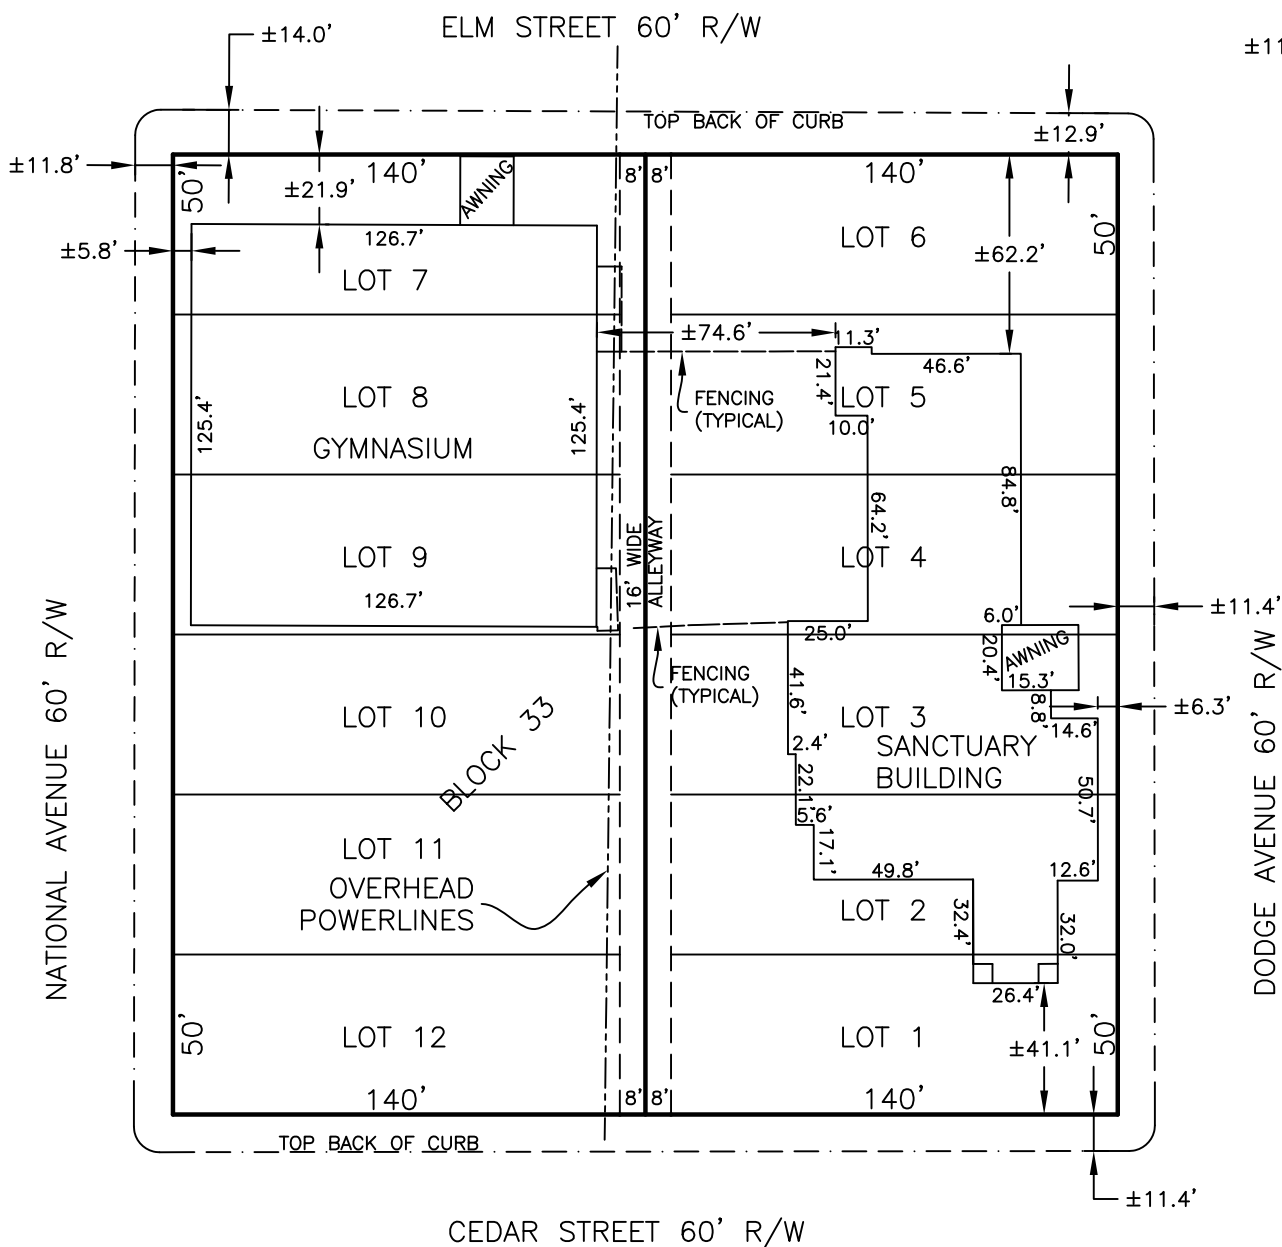 ELM STREET 60' R/W
±14.0'
±11
TOP BACK OF CURB
±12.9'
±11.8'
140'
8'
8'
140'
50'
±21.9'
AWNING
50'
126.7'
±5.8'
LOT 7
LOT 6
±62.2'
±74.6'
11.3'
46.6'
21.4'
LOT 8
FENCING
(TYPICAL)
LOT 5
10.0'
125.4'
125.4'
GYMNASIUM
84.8'
64.2'
16' WIDE
ALLEYWAY
LOT 9
LOT 4
126.7'
±11.4'
25.0'
6.0'
20.4'
AWNING
15.3'
FENCING
(TYPICAL)
41.6'
8.8'
14.6'
±6.3'
LOT 10
LOT 3
BLOCK 33
SANCTUARY
BUILDING
2.4'
22.1'
5.6'
50.7'
NATIONAL AVENUE 60' R/W
DODGE AVENUE 60' R/W
LOT 11
17.1'
49.8'
12.6'
OVERHEAD
POWERLINES
LOT 2
32.4'
32.0'
26.4'
50'
LOT 12
LOT 1
±41.1'
50'
140'
8'
8'
140'
TOP BACK OF CURB
±11.4'
CEDAR STREET 60' R/W